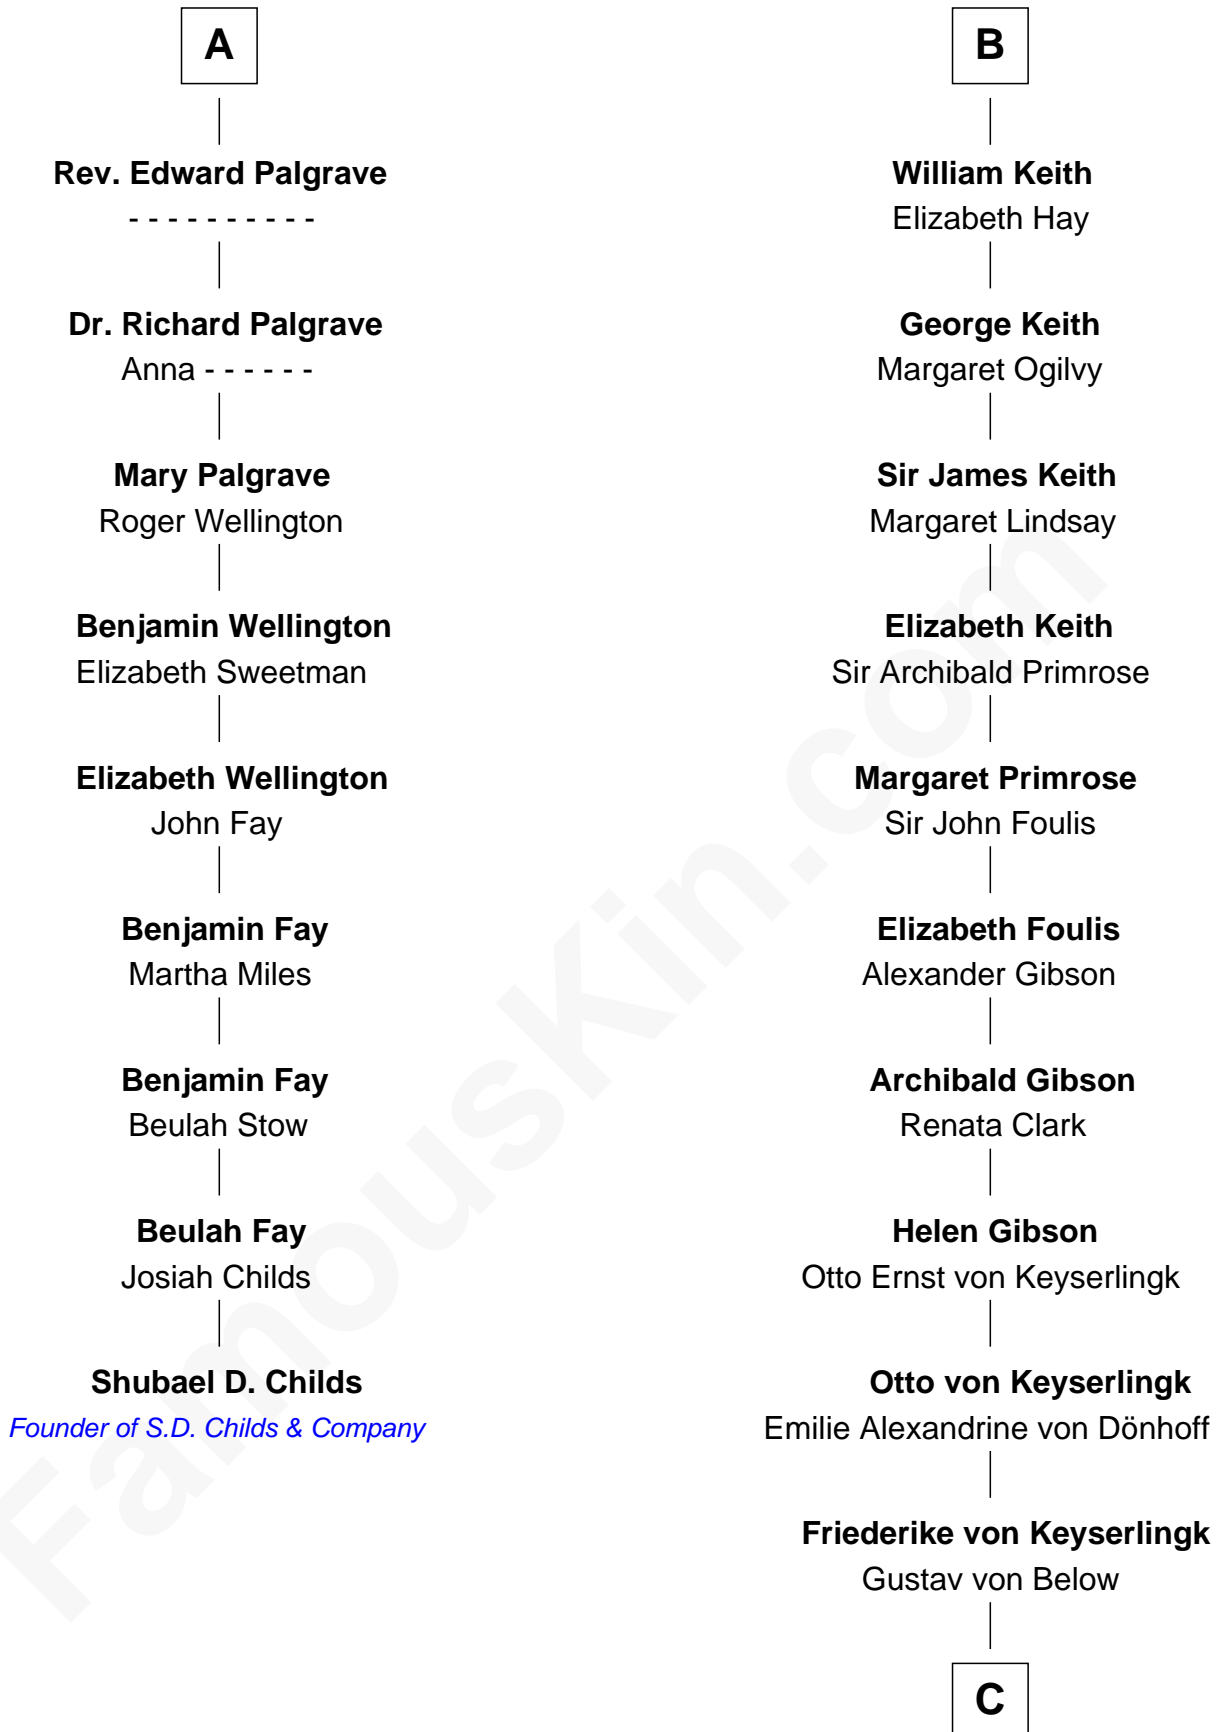 A
Rev. Edward Palgrave
- - - - - - - - - -
Dr. Richard Palgrave
Anna - - - - - -
Mary Palgrave
Roger Wellington
Benjamin Wellington
Elizabeth Sweetman
Elizabeth Wellington
John Fay
Benjamin Fay
Martha Miles
Benjamin Fay
Beulah Stow
Beulah Fay
Josiah Childs
Shubael D. Childs
Founder of S.D. Childs & Company
B
William Keith
Elizabeth Hay
George Keith
Margaret Ogilvy
Sir James Keith
Margaret Lindsay
Elizabeth Keith
Sir Archibald Primrose
Margaret Primrose
Sir John Foulis
Elizabeth Foulis
Alexander Gibson
Archibald Gibson
Renata Clark
Helen Gibson
Otto Ernst von Keyserlingk
Otto von Keyserlingk
Emilie Alexandrine von Dönhoff
Friederike von Keyserlingk
Gustav von Below
C
FamousKin.com